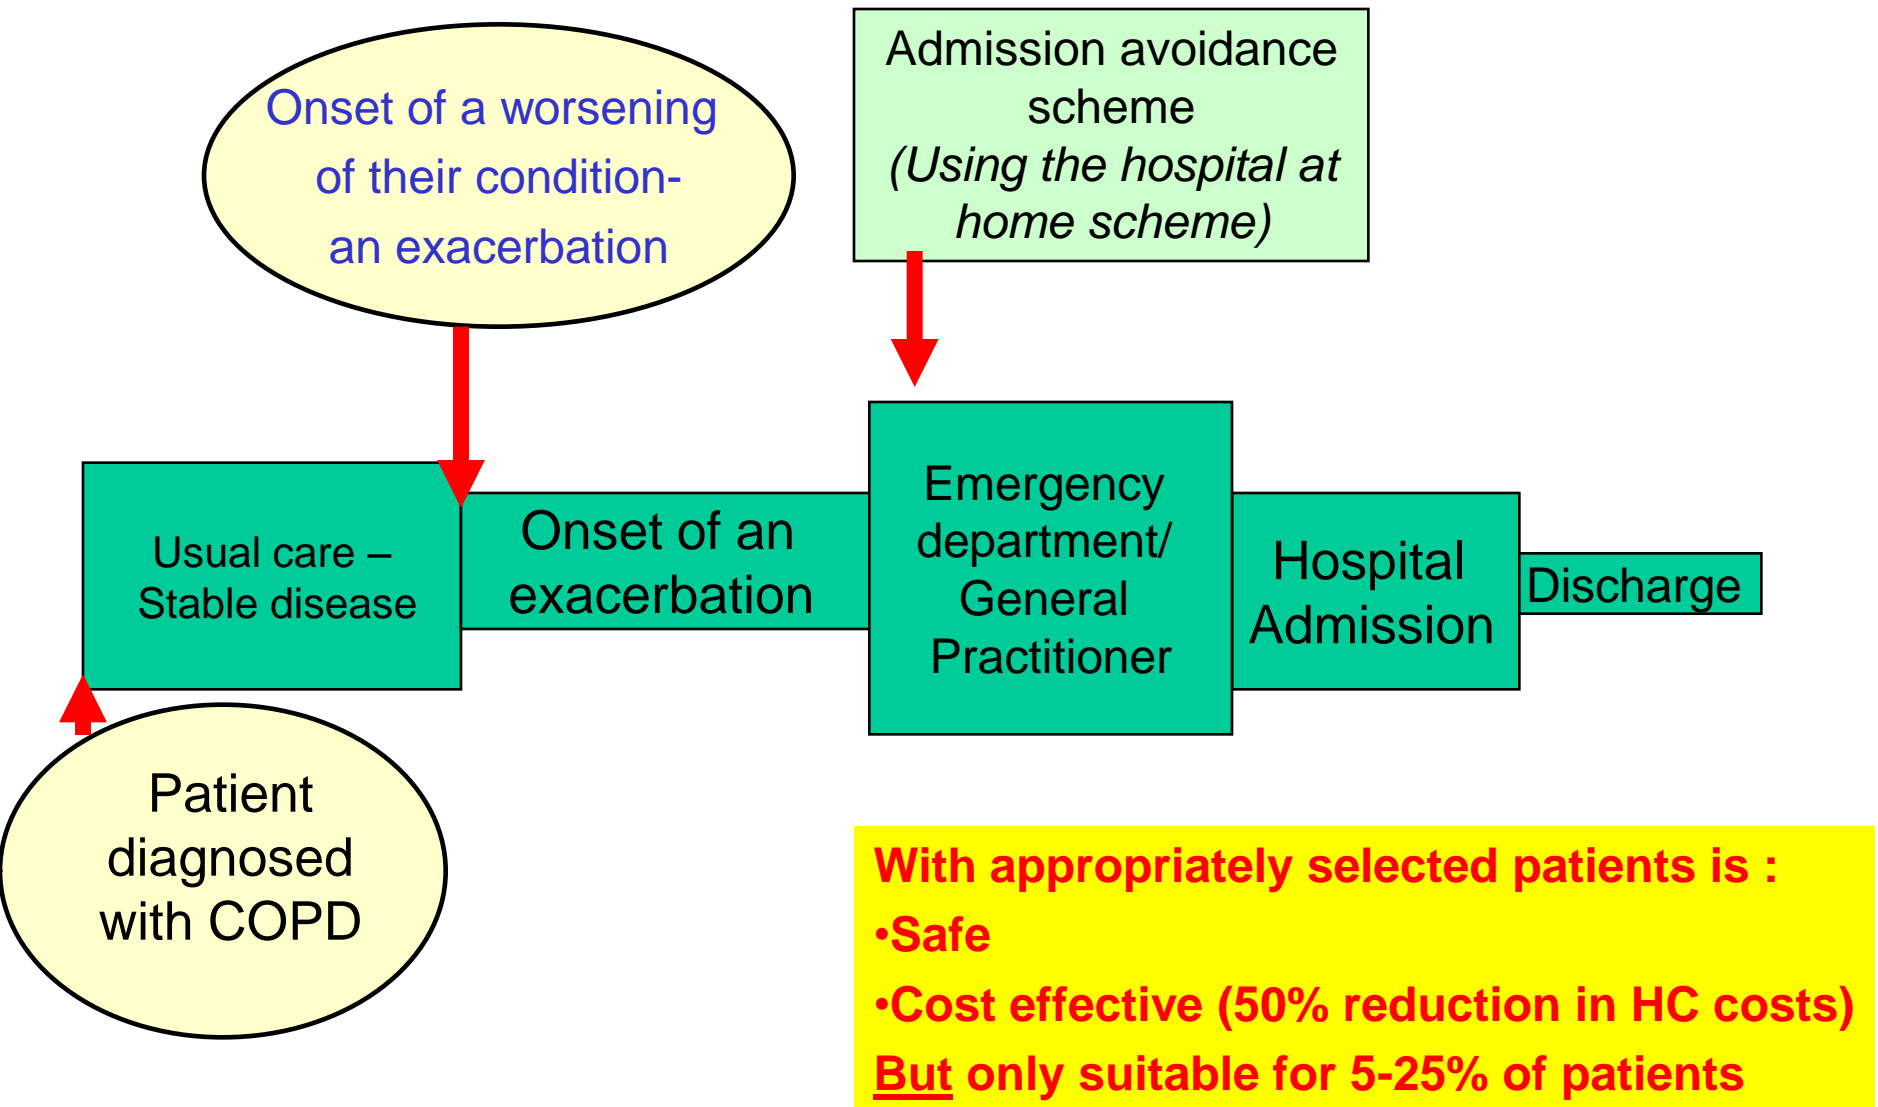 Onset of a worsening
of their condition-
an exacerbation
Admission avoidance
scheme
(Using the hospital at
home scheme)
Usual care –
Stable disease
Onset of an
exacerbation
Emergency
department/
General
Practitioner
Hospital
Admission
Discharge
Patient
diagnosed
with COPD
With appropriately selected patients is :
•Safe
•Cost effective (50% reduction in HC costs)
But only suitable for 5-25% of patients